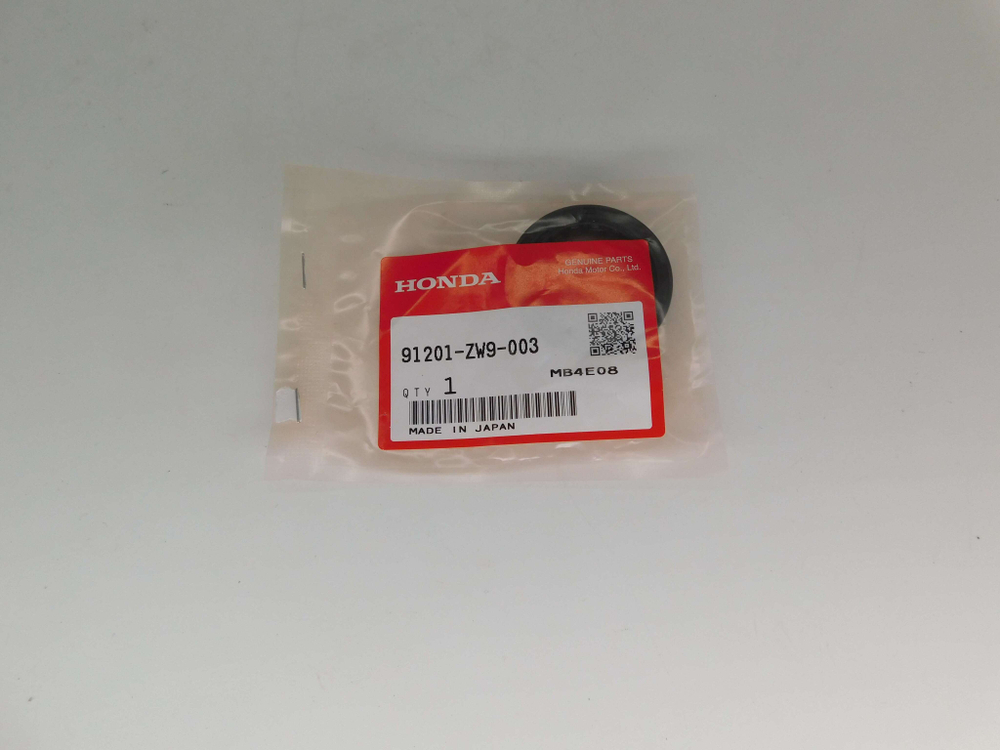 HONDA
GENUINE PARTS
Honda Motor Co., Ltd.
91201-ZW9-003
MB4E08
QTY 1
MADE IN JAPAN